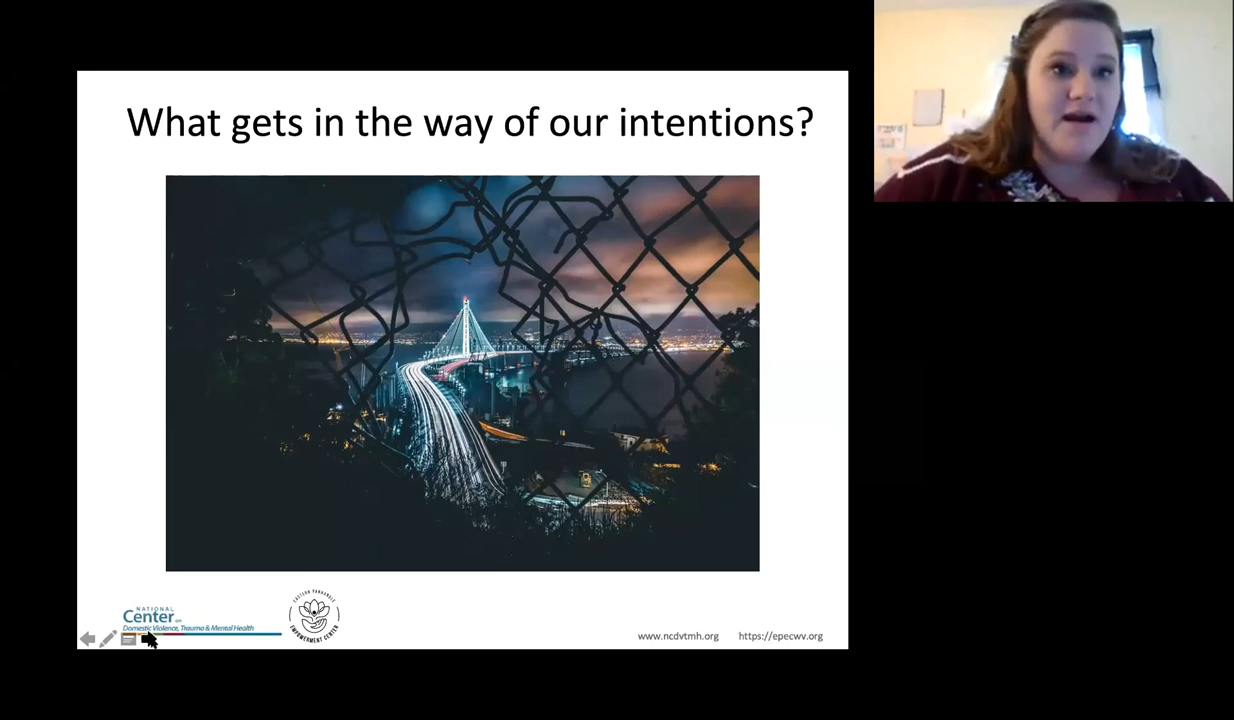 What gets in the way of our intentions?
NATIONAL
Center on
Domestic Violence, Trauma & Mental Health
EASTERN PANHANDLE
EMPOWERMENT CENTER
www.ncdvtmh.org https://epecwv.org